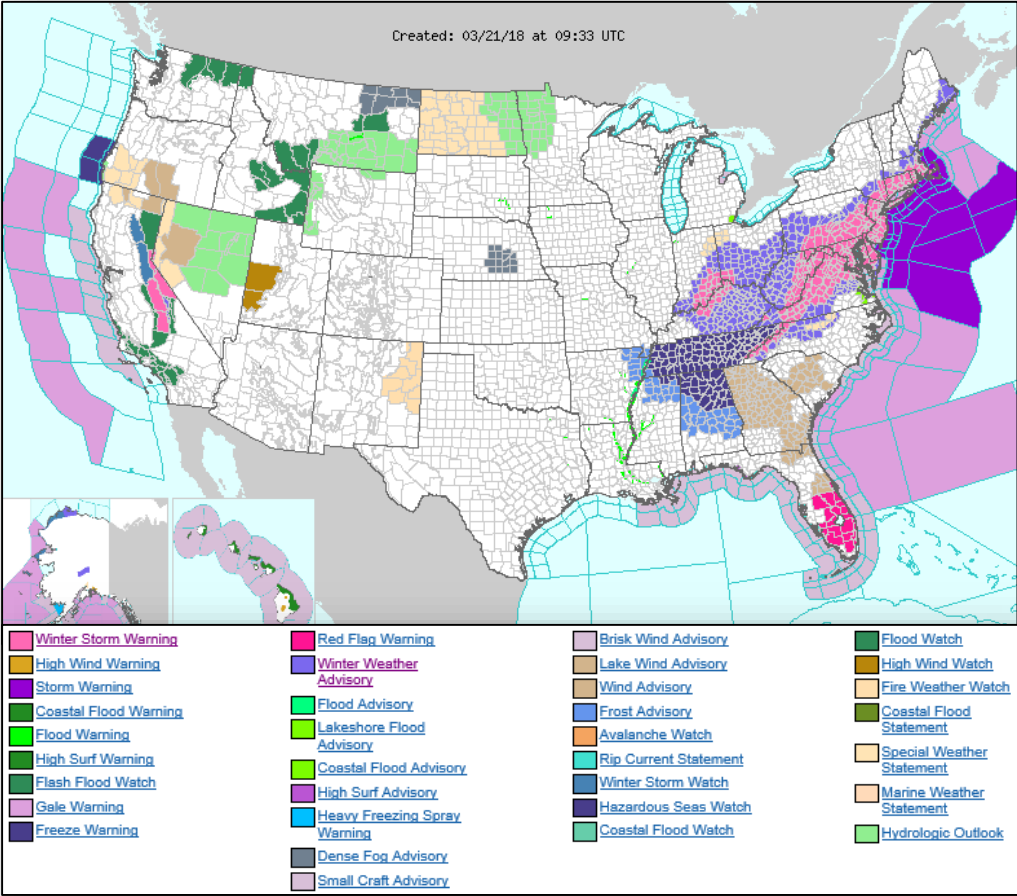 Created: 03/21/18 at 09:33 UTC
Winter Storm Warning
High Wind Warning
Storm Warning
Coastal Flood Warning
Flood Warning
High Surf Warning
Flash Flood Watch
Gale Warning
Freeze Warning
Red Flag Warning
Winter Weather
Advisory
Flood Advisory
Lakeshore Flood
Advisory
Coastal Flood Advisory
High Surf Advisory
Heavy Freezing Spray
Warning
Dense Fog Advisory
Small Craft Advisory
Brisk Wind Advisory
Lake Wind Advisory
Wind Advisory
Frost Advisory
Avalanche Watch
Rip Current Statement
Winter Storm Watch
Hazardous Seas Watch
Coastal Flood Watch
Flood Watch
High Wind Watch
Fire Weather Watch
Coastal Flood
Statement
Special Weather
Statement
Marine Weather
Statement
Hydrologic Outlook